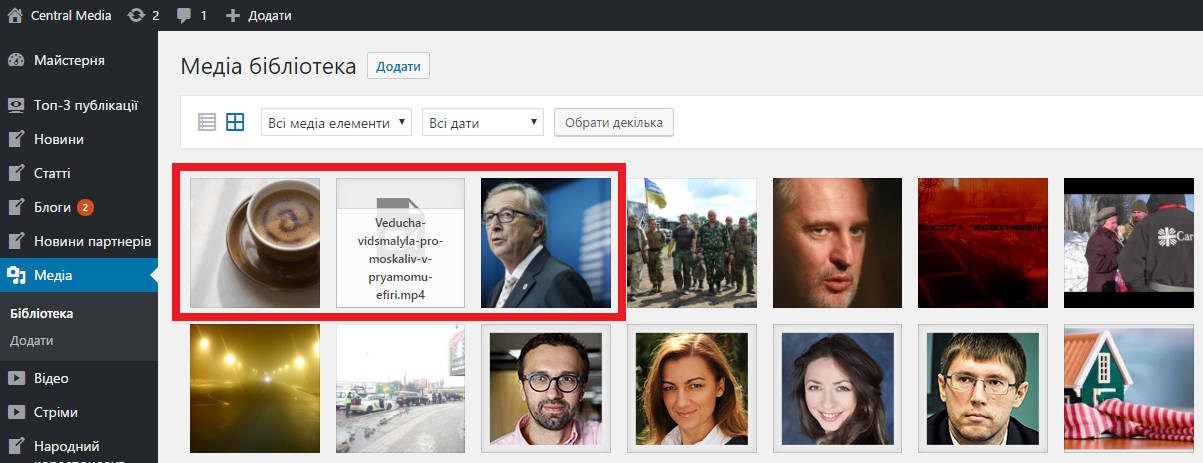 Central Media 2 1 Додати
Майстерня
Топ-3 публікації
Новини
Статті
Блоги 2
Новини партнерів
Медіа
Бібліотека
Додати
Відео
Стріми
Народний
Медіа бібліотека Додати
Всі медіа елементи Всі дати Обрати декілька
Veducha-
vidsmalyla-pro-
moskaliv-v-
pryamomu-
efiri.mp4
ВИСОТА "ЖОВТНЕВИЙ"
Car